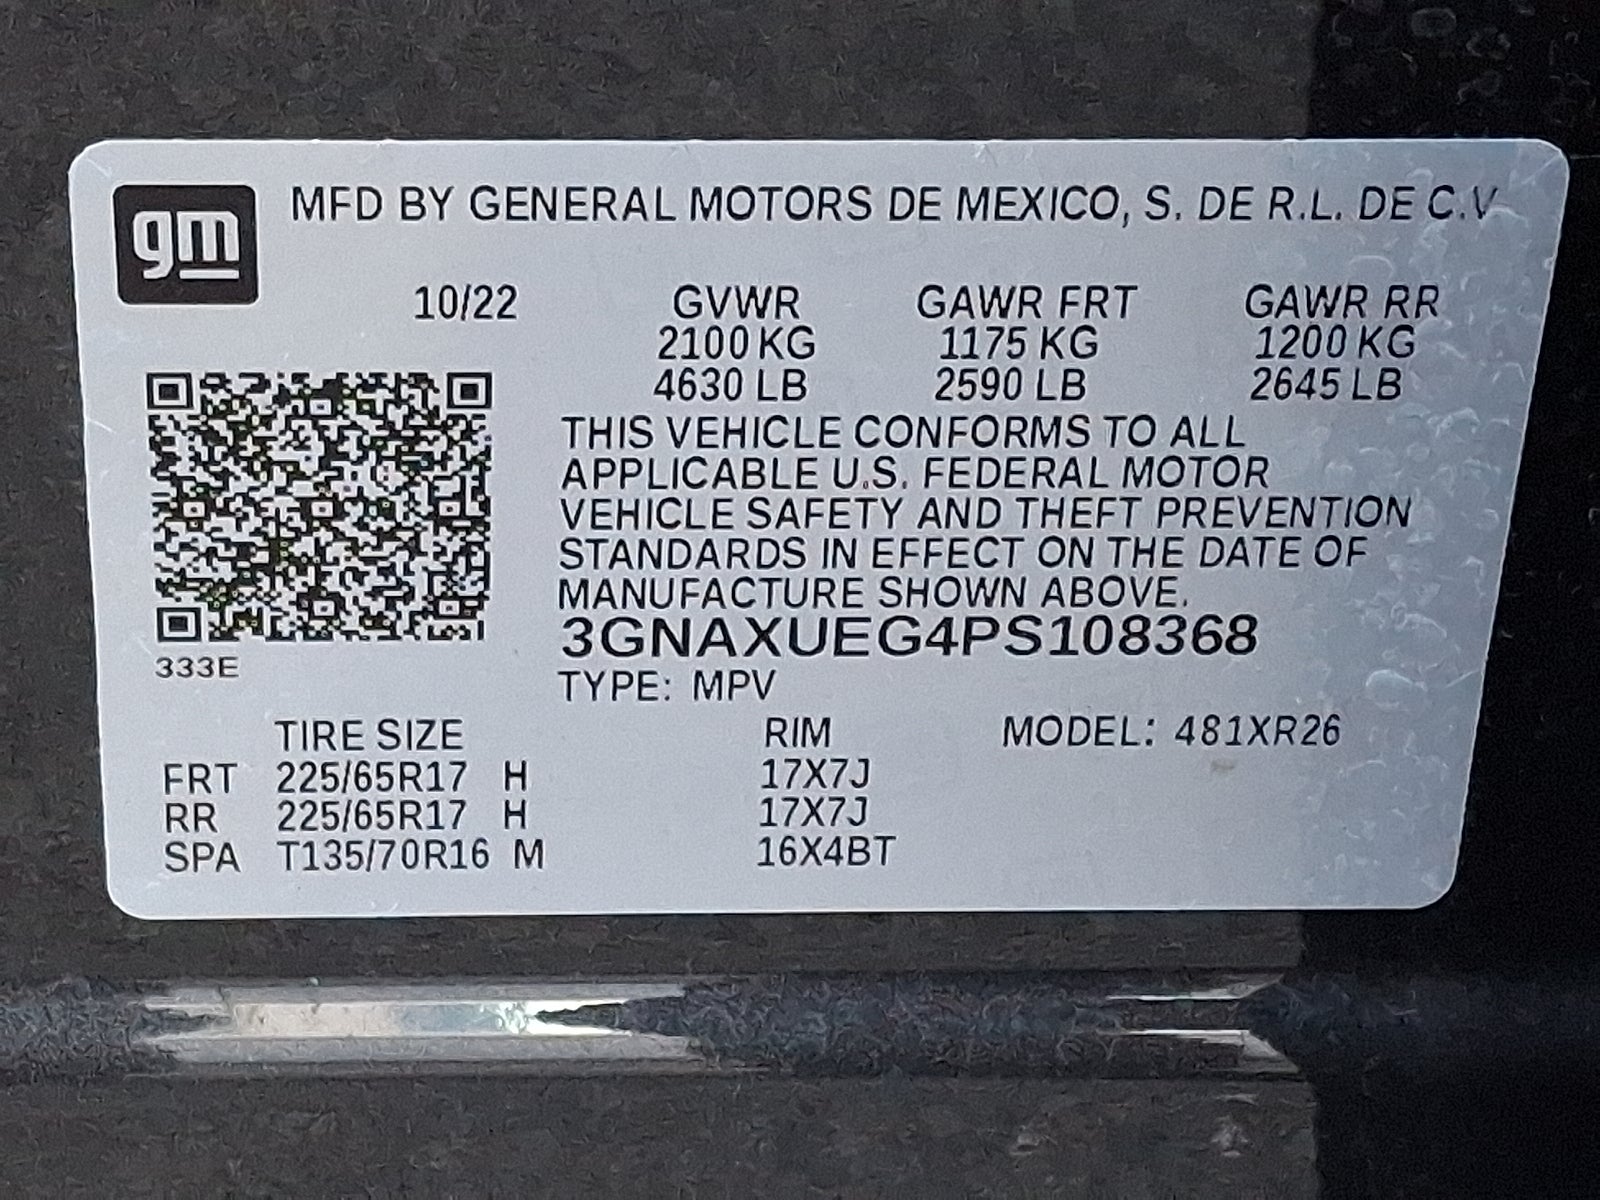 gm
MFD BY GENERAL MOTORS DE MEXICO, S. DE R.L. DE C.V
10/22 GVWR GAWR FRT GAWR RR
2100 KG 1175 KG 1200 KG
4630 LB 2590 LB 2645 LB
THIS VEHICLE CONFORMS TO ALL
APPLICABLE U.S. FEDERAL MOTOR
VEHICLE SAFETY AND THEFT PREVENTION
STANDARDS IN EFFECT ON THE DATE OF
MANUFACTURE SHOWN ABOVE.
3GNAXUEG4PS108368
333E
TYPE: MPV
TIRE SIZE RIM MODEL: 481XR26
FRT 225/65R17 H 17X7J
RR 225/65R17 H 17X7J
SPA T135/70R16 M 16X4BT